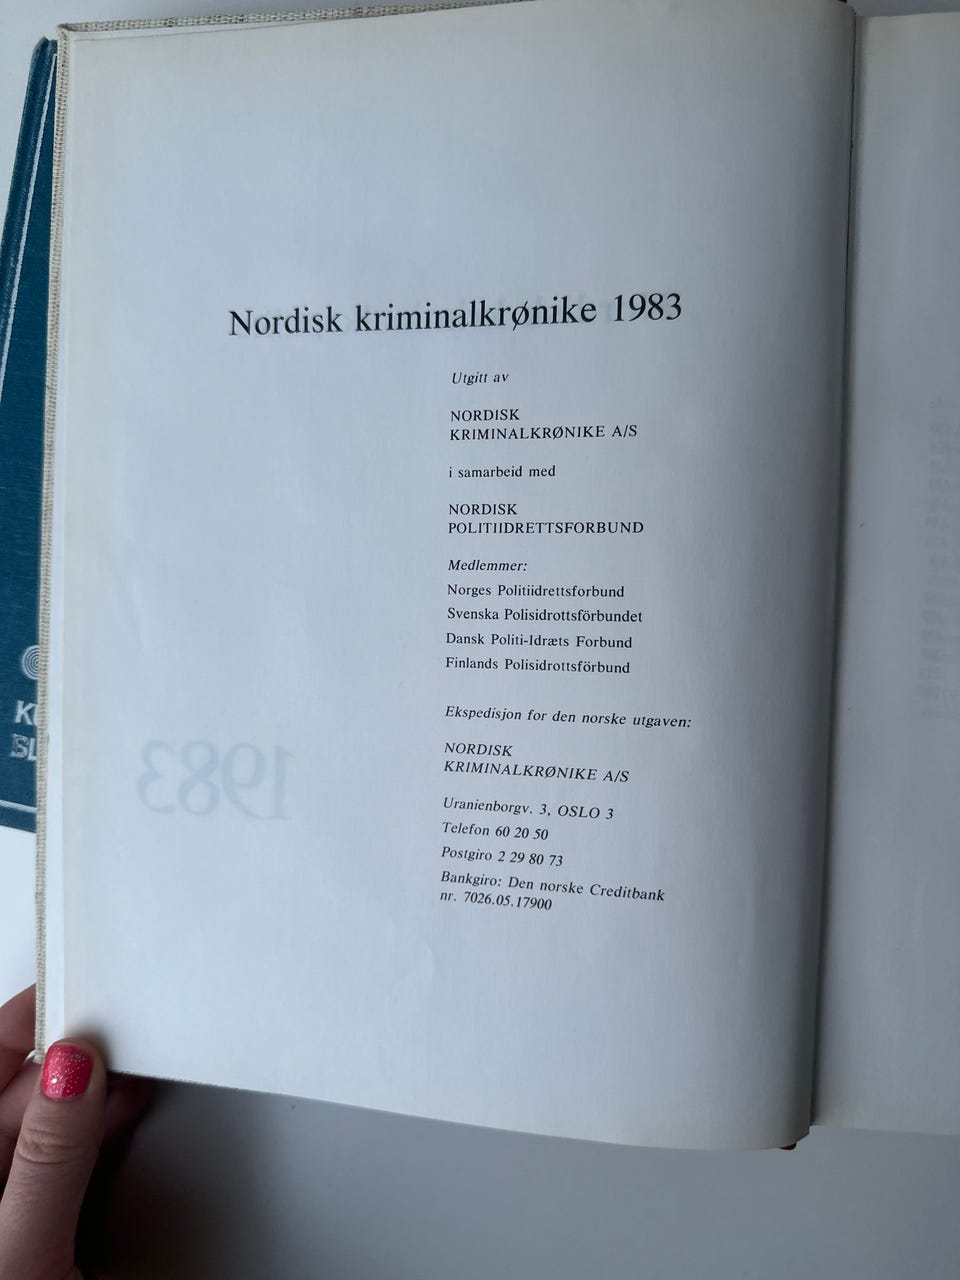 Nordisk kriminalkrønike 1983
Utgitt av
NORDISK
KRIMINALKRØNIKE A/S
i samarbeid med
NORDISK
POLITIIDRETTSFORBUND
Medlemmer:
Norges Politiidrettsforbund
Svenska Polisidrottsförbundet
Dansk Politi-Idræts Forbund
Finlands Polisidrottsförbund
Ekspedisjon for den norske utgaven:
NORDISK
KRIMINALKRØNIKE A/S
Uranienborgv. 3, OSLO 3
Telefon 60 20 50
Postgiro 2 29 80 73
Bankgiro: Den norske Creditbank
nr. 7026.05.17900
1983